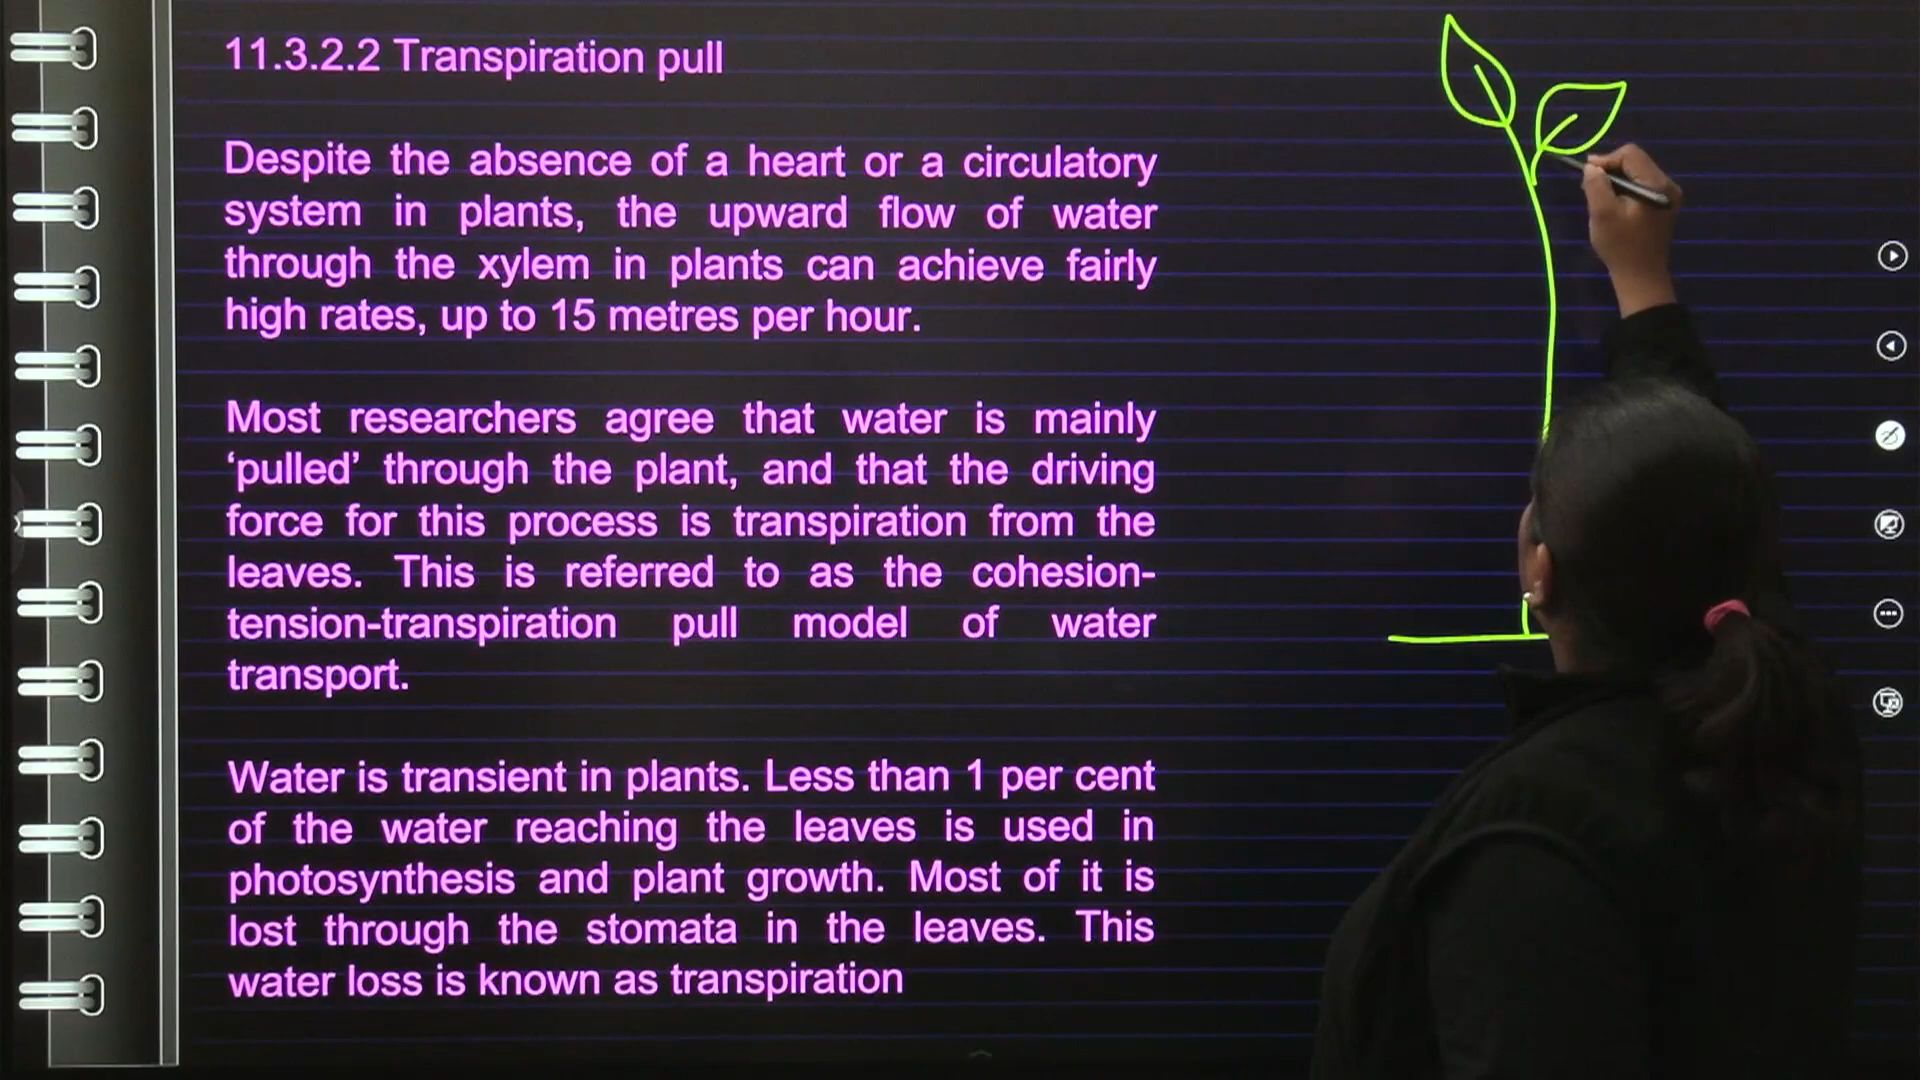 11.3.2.2 Transpiration pull
Despite the absence of a heart or a circulatory
system in plants, the upward flow of water
through the xylem in plants can achieve fairly
high rates, up to 15 metres per hour.
Most researchers agree that water is mainly
‘pulled’ through the plant, and that the driving
force for this process is transpiration from the
leaves. This is referred to as the cohesion-
tension-transpiration pull model of water
transport.
Water is transient in plants. Less than 1 per cent
of the water reaching the leaves is used in
photosynthesis and plant growth. Most of it is
lost through the stomata in the leaves. This
water loss is known as transpiration